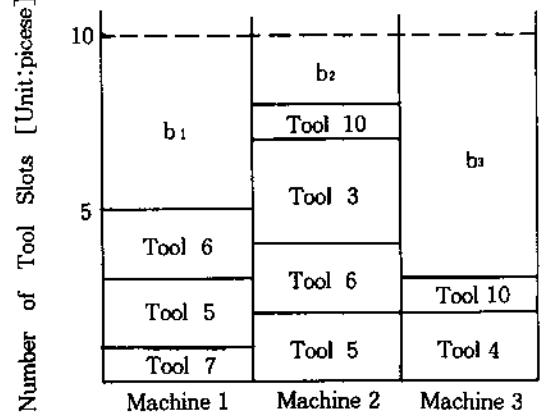 Number of Tool Slots [Unit:picese]
10
5
b1
Tool 6
Tool 5
Tool 7
b2
Tool 10
Tool 3
Tool 6
Tool 5
b3
Tool 10
Tool 4
Machine 1 Machine 2 Machine 3